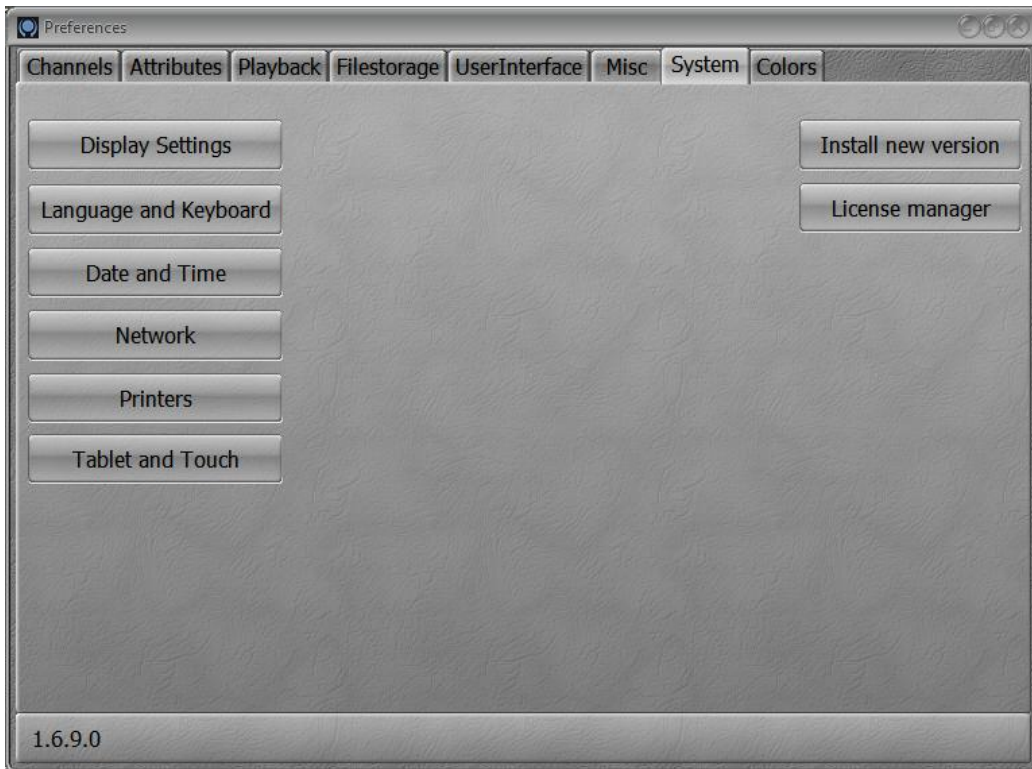 Preferences
Channels Attributes Playback Filestorage UserInterface Misc System Colors
Display Settings
Install new version
Language and Keyboard
License manager
Date and Time
Network
Printers
Tablet and Touch
1.6.9.0